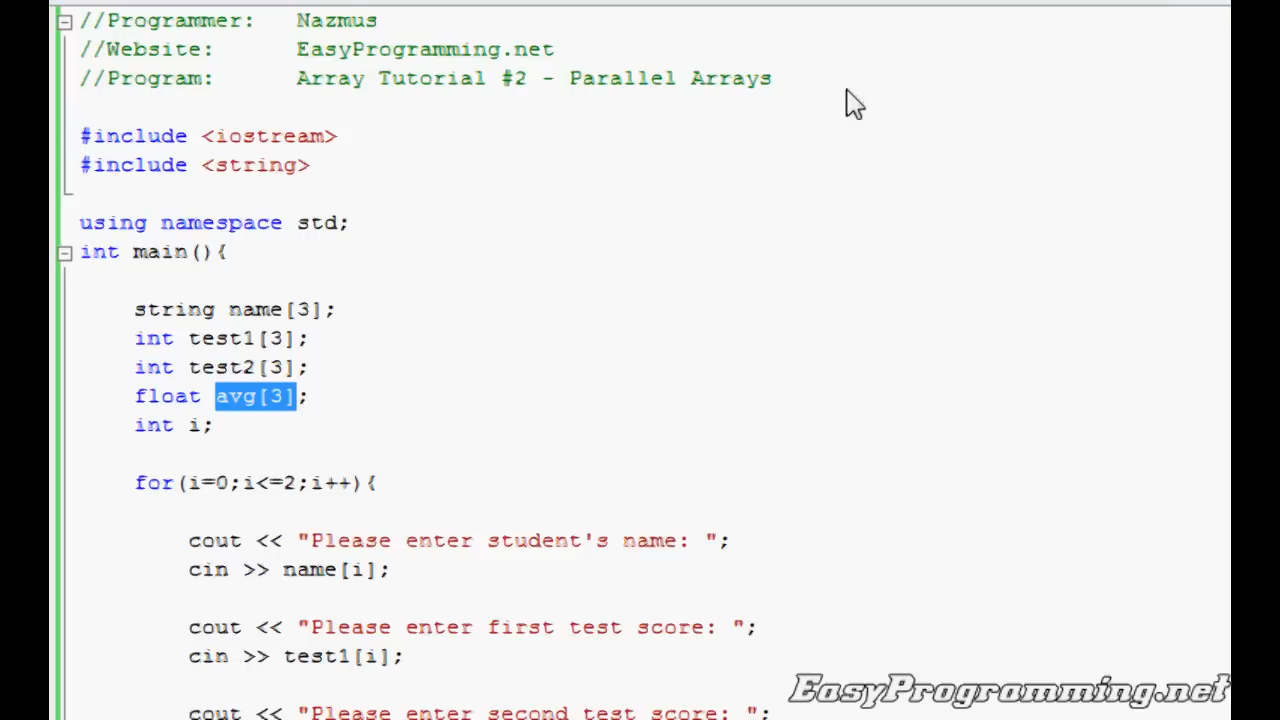 //Programmer:   Nazmus
//Website:      EasyProgramming.net
//Program:      Array Tutorial #2 - Parallel Arrays
#include <iostream>
#include <string>
using namespace std;
int main(){
string name[3];
int test1[3];
int test2[3];
float avg[3];
int i;
for(i=0;i<=2;i++){
cout << "Please enter student's name: ";
cin >> name[i];
cout << "Please enter first test score: ";
cin >> test1[i];
cout << "Please enter second test score: ";
EasyProgramming.net